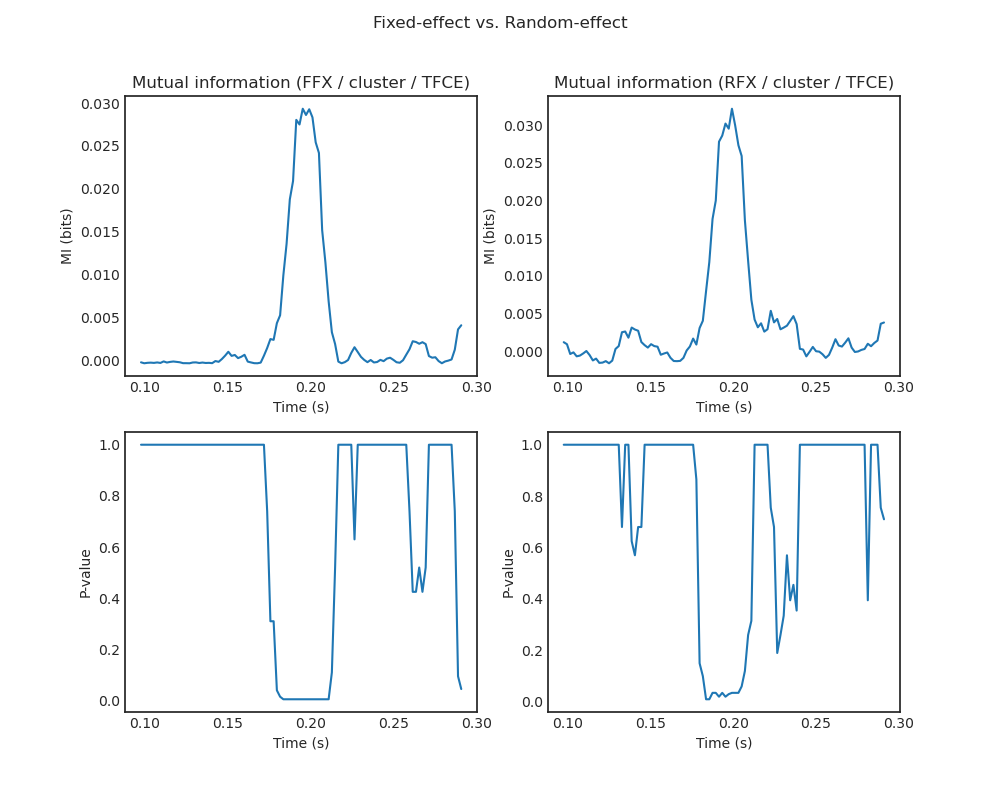 Fixed-effect vs. Random-effect
Mutual information (FFX / cluster / TFCE)
0.030
0.025
0.020
0.015
0.010
0.005
0.000
MI (bits)
0.10 0.15 0.20 0.25 0.30
Time (s)
Mutual information (RFX / cluster / TFCE)
0.030
0.025
0.020
0.015
0.010
0.005
0.000
MI (bits)
0.10 0.15 0.20 0.25 0.30
Time (s)
1.0
0.8
0.6
0.4
0.2
0.0
P-value
0.10 0.15 0.20 0.25 0.30
Time (s)
1.0
0.8
0.6
0.4
0.2
0.0
P-value
0.10 0.15 0.20 0.25 0.30
Time (s)